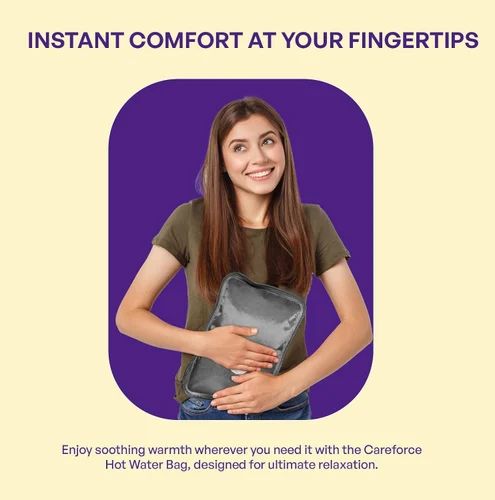 INSTANT COMFORT AT YOUR FINGERTIPS
Enjoy soothing warmth wherever you need it with the Careforce
Hot Water Bag, designed for ultimate relaxation.